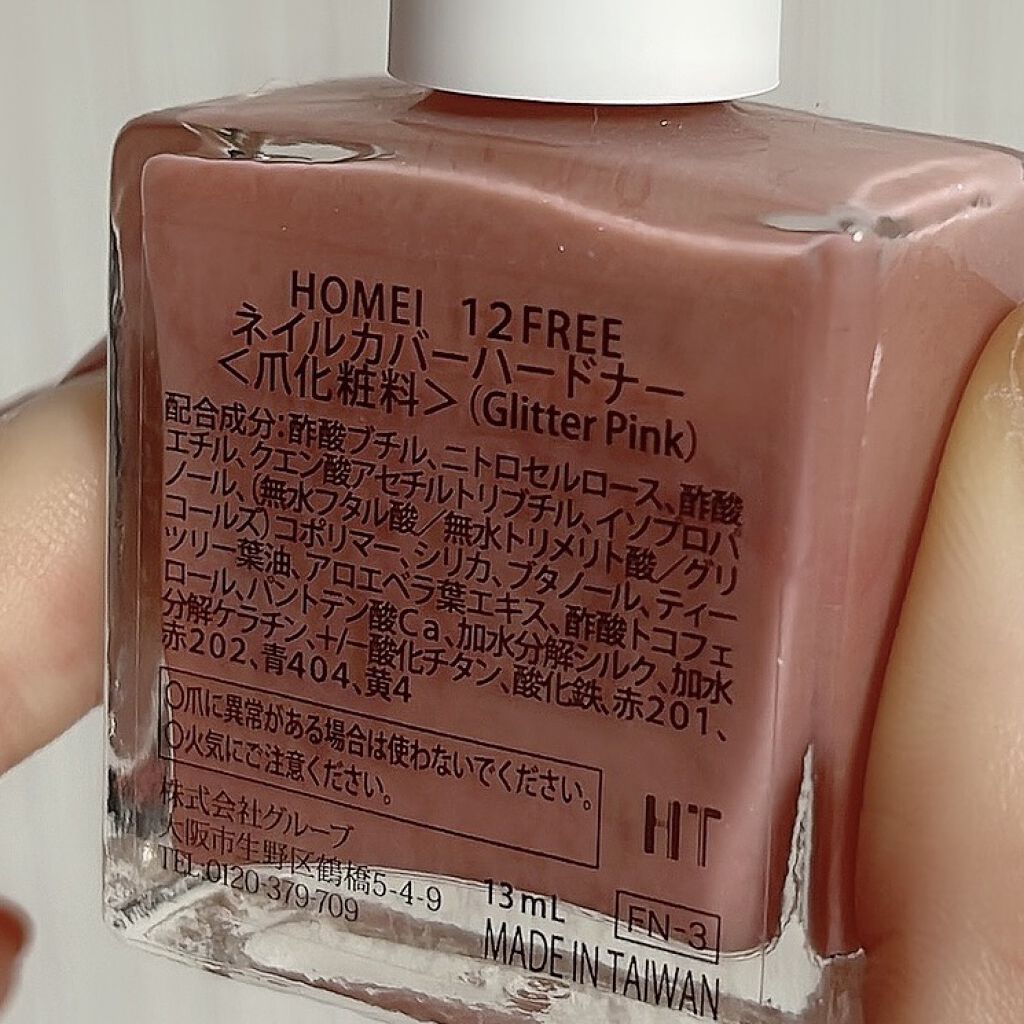 HOMEI 12FREE
ネイルカバーハードナー
＜爪化粧料＞(Glitter Pink)
配合成分:酢酸ブチル、ニトロセルロース、酢酸
エチル、クエン酸アセチルトリブチル、イソプロパ
ノール、(無水フタル酸／無水トリメリト酸／グリ
コールズ)コポリマー、シリカ、ブタノール、ティー
ツリー葉油、アロエベラ葉エキス、酢酸トコフェ
ロール、パントテン酸Ca、加水分解シルク、加水
分解ケラチン、+/ー酸化チタン、酸化鉄、赤201、
赤202、青404、黄4
○爪に異常がある場合は使わないでください。
○火気にご注意ください。
株式会社グループ
大阪市生野区鶴橋5-4-9
TEL:0120-379-709
HT
13mL
FN-3
MADE IN TAIWAN